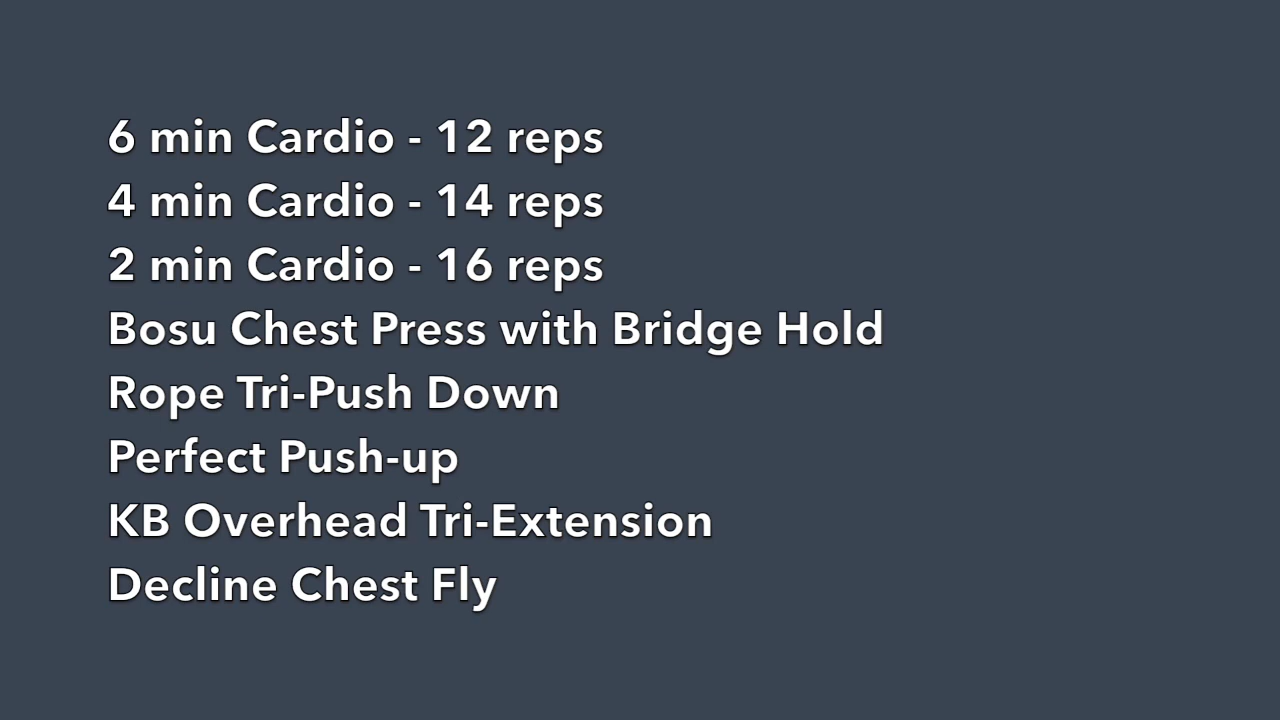 6 min Cardio - 12 reps
4 min Cardio - 14 reps
2 min Cardio - 16 reps
Bosu Chest Press with Bridge Hold
Rope Tri-Push Down
Perfect Push-up
KB Overhead Tri-Extension
Decline Chest Fly